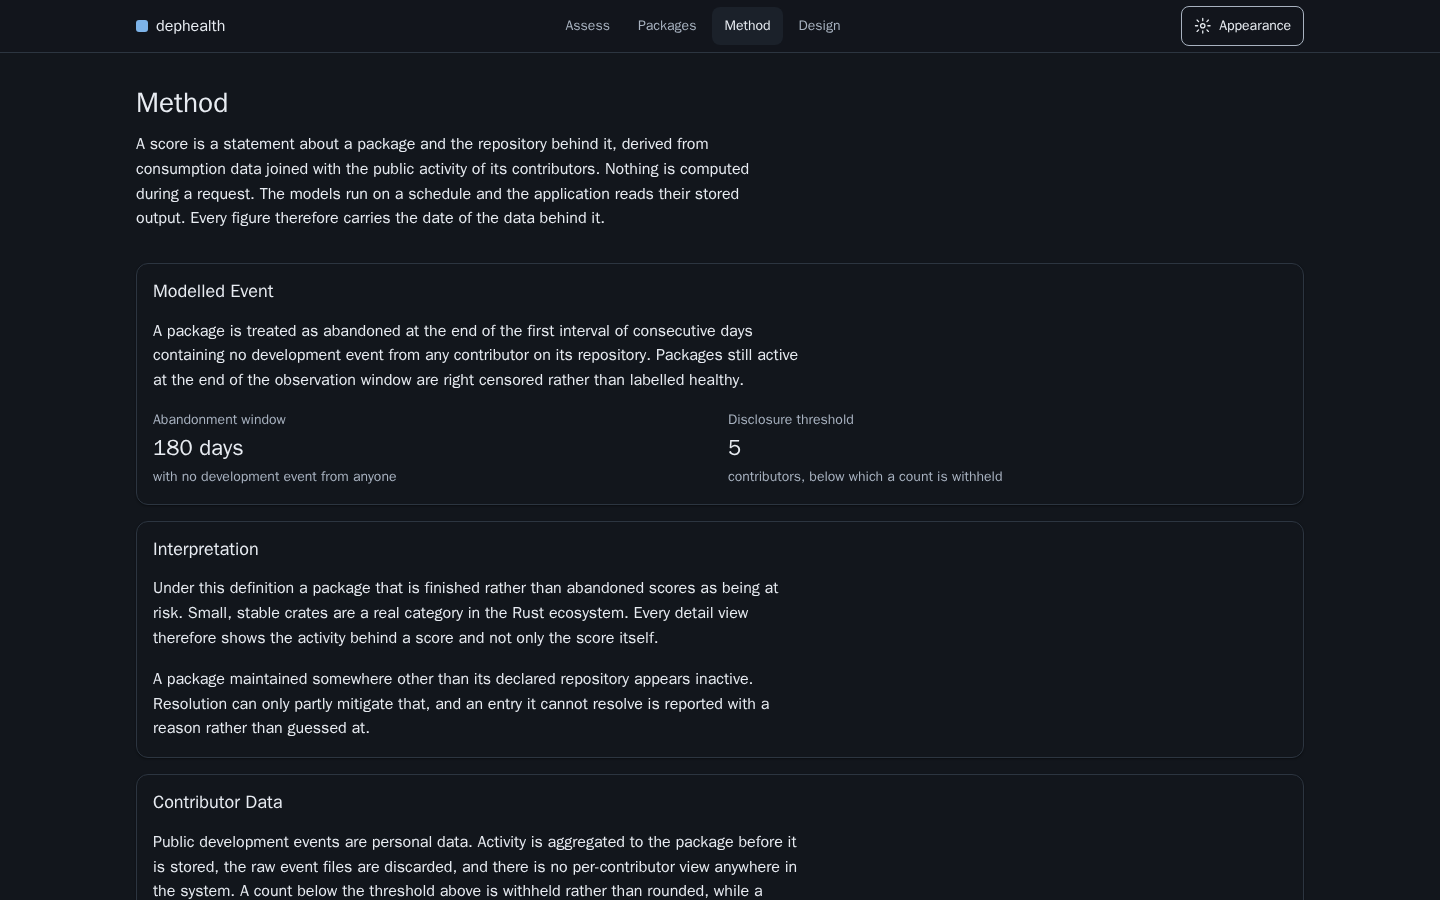 dephealth
Assess
Packages
Method
Design
Appearance
Method
A score is a statement about a package and the repository behind it, derived from
consumption data joined with the public activity of its contributors. Nothing is computed
during a request. The models run on a schedule and the application reads their stored
output. Every figure therefore carries the date of the data behind it.
Modelled Event
A package is treated as abandoned at the end of the first interval of consecutive days
containing no development event from any contributor on its repository. Packages still active
at the end of the observation window are right censored rather than labelled healthy.
Abandonment window
180 days
with no development event from anyone
Disclosure threshold
5
contributors, below which a count is withheld
Interpretation
Under this definition a package that is finished rather than abandoned scores as being at
risk. Small, stable crates are a real category in the Rust ecosystem. Every detail view
therefore shows the activity behind a score and not only the score itself.
A package maintained somewhere other than its declared repository appears inactive.
Resolution can only partly mitigate that, and an entry it cannot resolve is reported with a
reason rather than guessed at.
Contributor Data
Public development events are personal data. Activity is aggregated to the package before it
is stored, the raw event files are discarded, and there is no per-contributor view anywhere in
the system. A count below the threshold above is withheld rather than rounded, while a